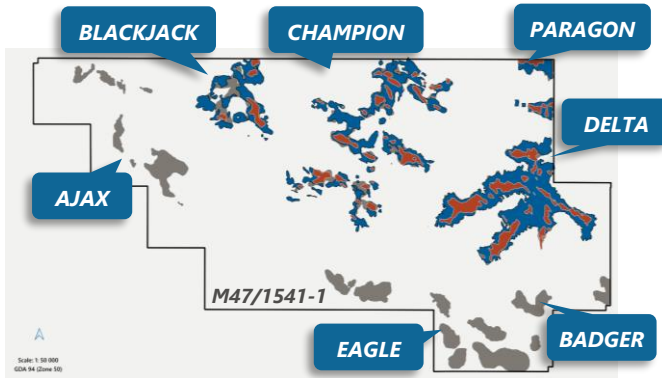 BLACKJACK
CHAMPION
PARAGON
DELTA
AJAX
M47/1541-1
EAGLE
BADGER
Scale: 1: 50 000
GDA 94 (Zone 50)